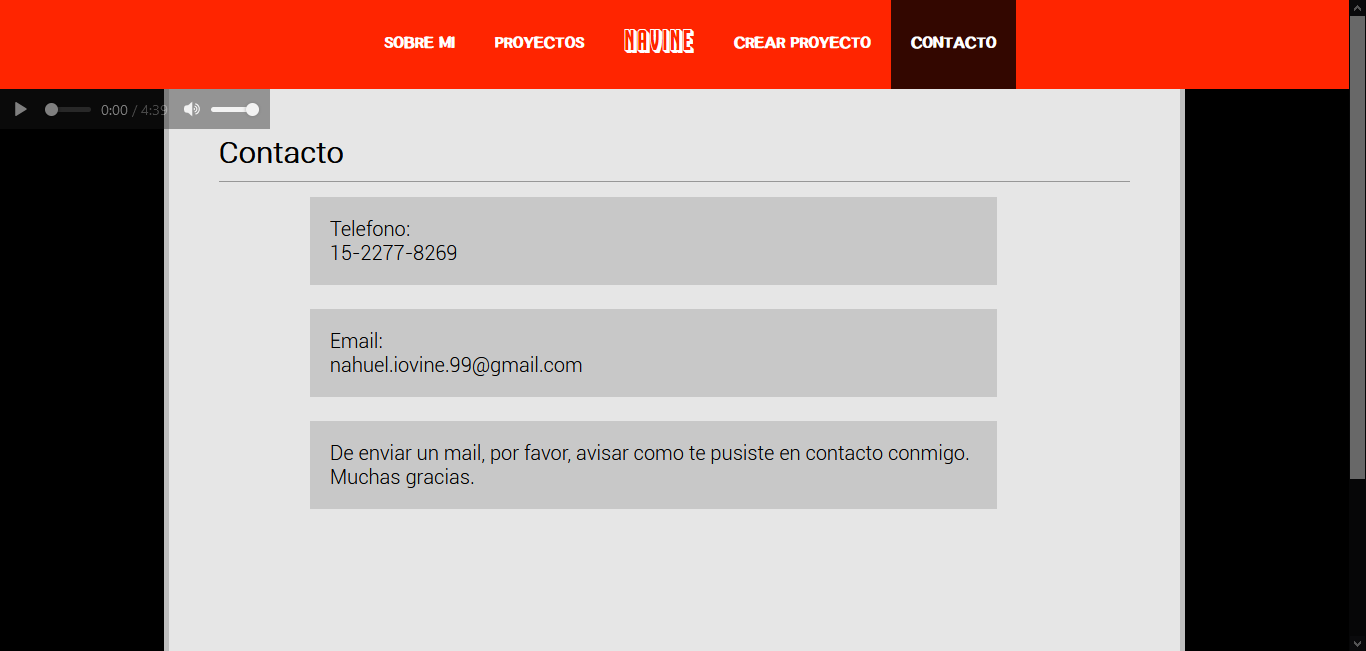 SOBRE MI PROYECTOS NAVINE CREAR PROYECTO CONTACTO
0:00 / 4:39
Contacto
Telefono:
15-2277-8269
Email:
nahuel.iovine.99@gmail.com
De enviar un mail, por favor, avisar como te pusiste en contacto conmigo.
Muchas gracias.